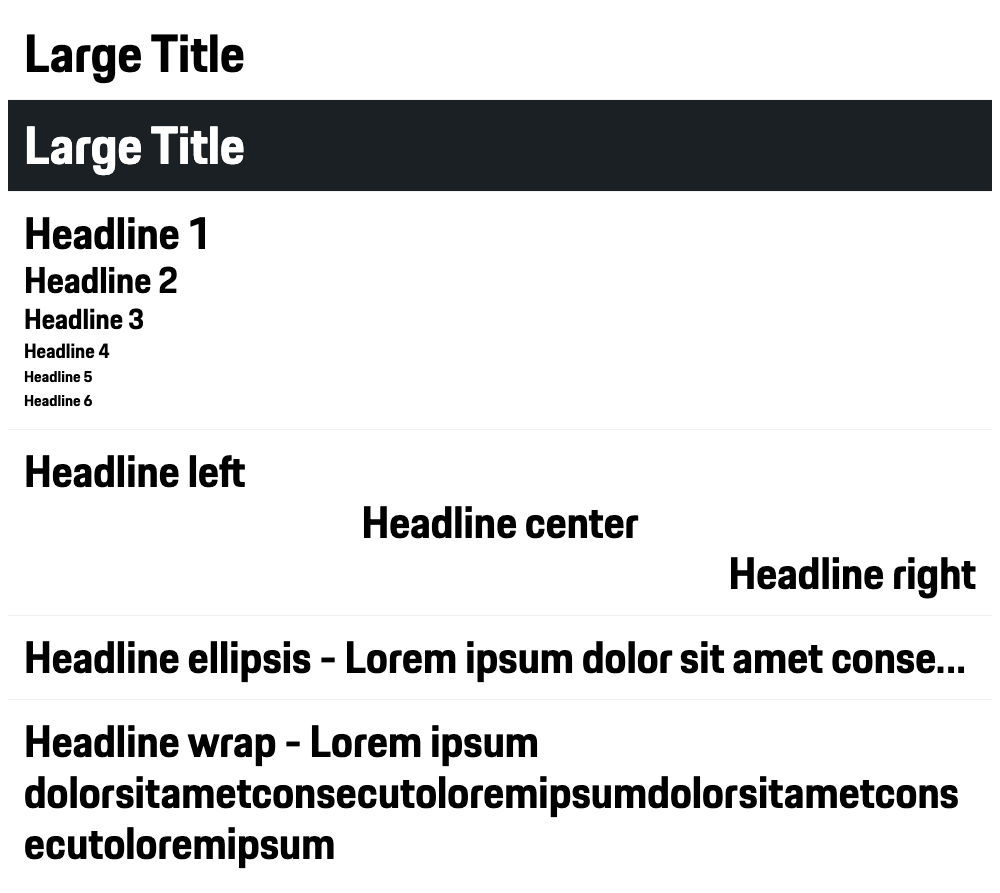 Large Title
Large Title
Headline 1
Headline 2
Headline 3
Headline 4
Headline 5
Headline 6
Headline left
Headline center
Headline right
Headline ellipsis - Lorem ipsum dolor sit amet conse...
Headline wrap - Lorem ipsum
dolorsitametconsecutoloremipsumdolorsitametcons
ecutoloremipsum